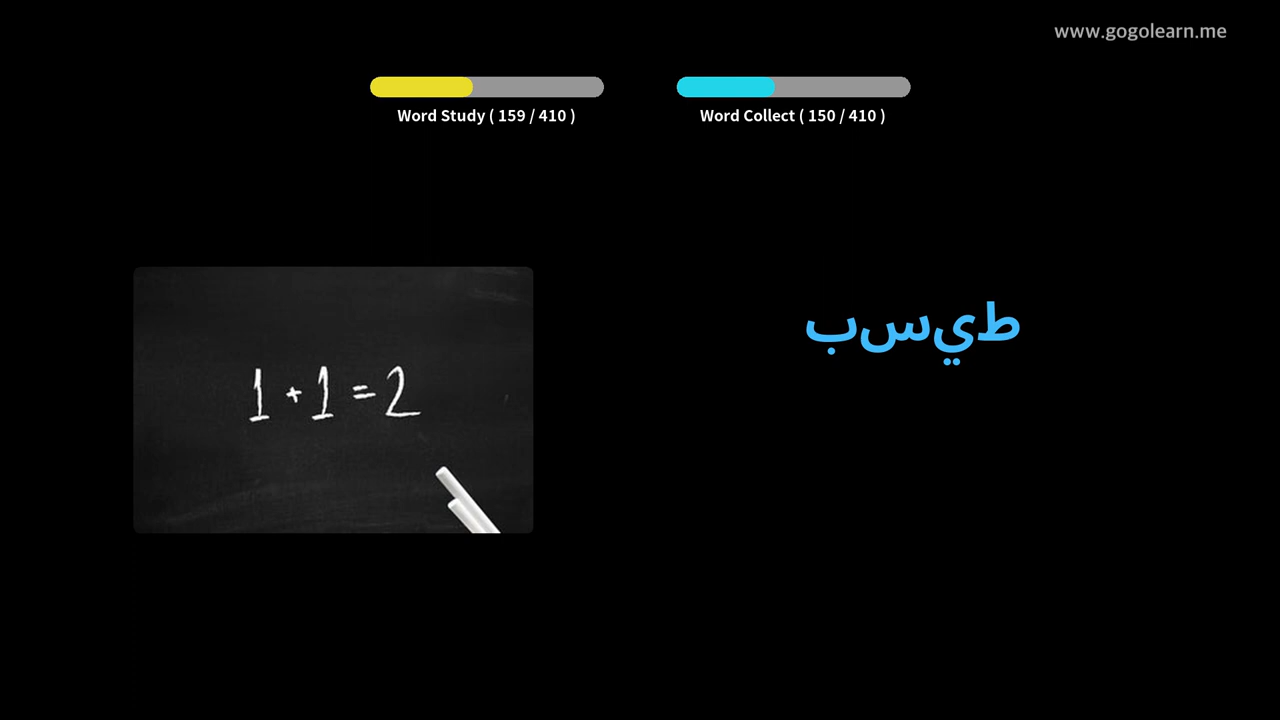 www.gogolearn.me
Word Study ( 159 / 410 )
Word Collect ( 150 / 410 )
بسيط
1 + 1 = 2